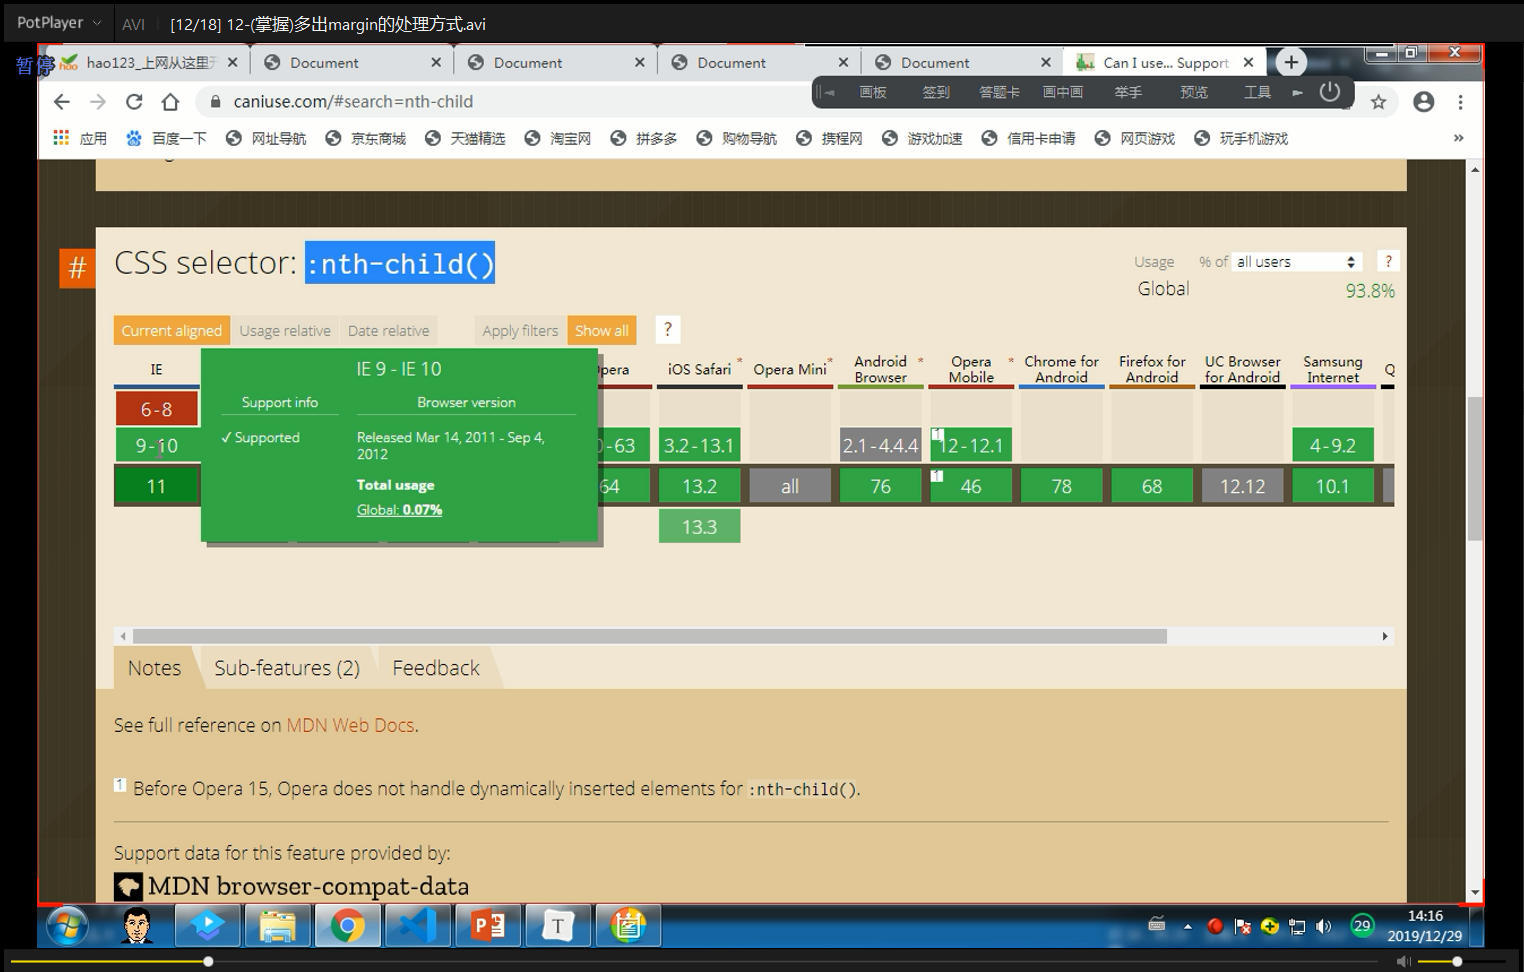 PotPlayer AVI [12/18] 12-(掌握)多出margin的处理方式.avi
暂停
hao123_上网从这里开 Document Document Document Document Can I use... Support
caniuse.com/#search=nth-child
画板 签到 答题卡 画中画 举手 预览 工具
应用 百度一下 网址导航 京东商城 天猫精选 淘宝网 拼多多 购物导航 携程网 游戏加速 信用卡申请 网页游戏 玩手机游戏 »
# CSS selector: :nth-child()
Usage % of all users ?
Global 93.8%
Current aligned Usage relative Date relative Apply filters Show all ?
IE pera iOS Safari * Opera Mini * Android Browser * Opera Mobile * Chrome for Android Firefox for Android UC Browser for Android Samsung Internet Q
6-8
9-10 -63 3.2-13.1 2.1-4.4.4 1 12-12.1 4-9.2
11 64 13.2 all 76 1 46 78 68 12.12 10.1
13.3
IE 9 - IE 10
Support info Browser version
✓ Supported Released Mar 14, 2011 - Sep 4,
2012
Total usage
Global: 0.07%
Notes Sub-features (2) Feedback
See full reference on MDN Web Docs.
1 Before Opera 15, Opera does not handle dynamically inserted elements for :nth-child().
Support data for this feature provided by:
MDN browser-compat-data
T
29
14:16
2019/12/29